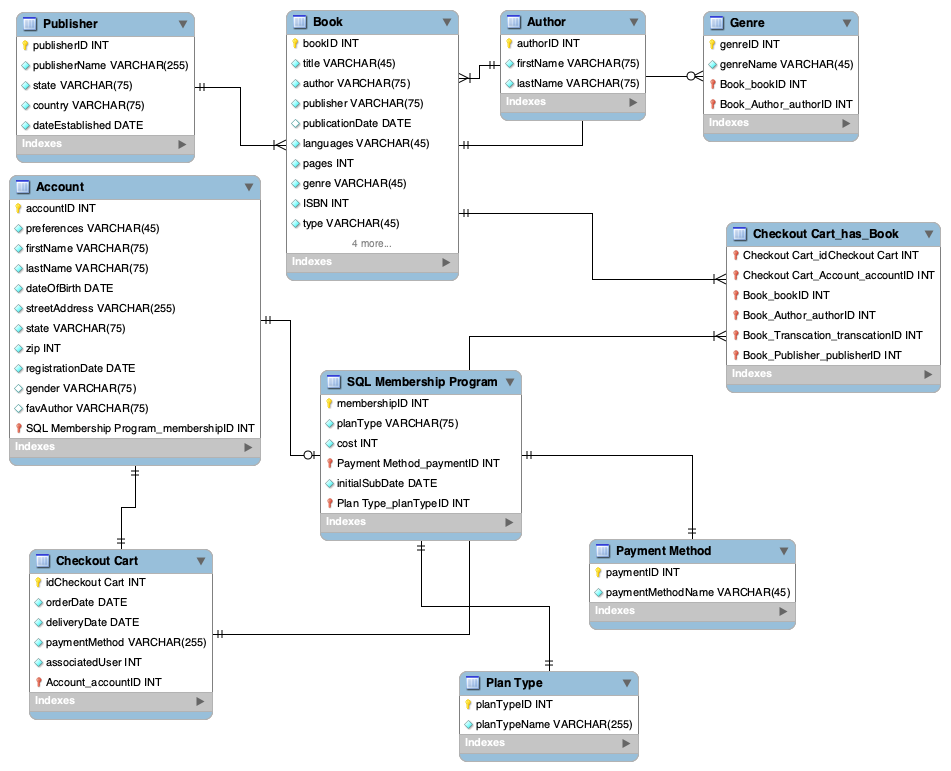 Publisher
publisherID INT
publisherName VARCHAR(255)
state VARCHAR(75)
country VARCHAR(75)
dateEstablished DATE
Indexes
Book
bookID INT
title VARCHAR(45)
author VARCHAR(75)
publisher VARCHAR(75)
publicationDate DATE
languages VARCHAR(45)
pages INT
genre VARCHAR(45)
ISBN INT
type VARCHAR(45)
4 more...
Indexes
Author
authorID INT
firstName VARCHAR(75)
lastName VARCHAR(75)
Indexes
Genre
genreID INT
genreName VARCHAR(45)
Book_bookID INT
Book_Author_authorID INT
Indexes
Account
accountID INT
preferences VARCHAR(45)
firstName VARCHAR(75)
lastName VARCHAR(75)
dateOfBirth DATE
streetAddress VARCHAR(255)
state VARCHAR(75)
zip INT
registrationDate DATE
gender VARCHAR(75)
favAuthor VARCHAR(75)
SQL Membership Program_membershipID INT
Indexes
Checkout Cart_has_Book
Checkout Cart_idCheckout Cart INT
Checkout Cart_Account_accountID INT
Book_bookID INT
Book_Author_authorID INT
Book_Transcation_transcationID INT
Book_Publisher_publisherID INT
Indexes
SQL Membership Program
membershipID INT
planType VARCHAR(75)
cost INT
Payment Method_paymentID INT
initialSubDate DATE
Plan Type_planTypeID INT
Indexes
Checkout Cart
idCheckout Cart INT
orderDate DATE
deliveryDate DATE
paymentMethod VARCHAR(255)
associatedUser INT
Account_accountID INT
Indexes
Payment Method
paymentID INT
paymentMethodName VARCHAR(45)
Indexes
Plan Type
planTypeID INT
planTypeName VARCHAR(255)
Indexes